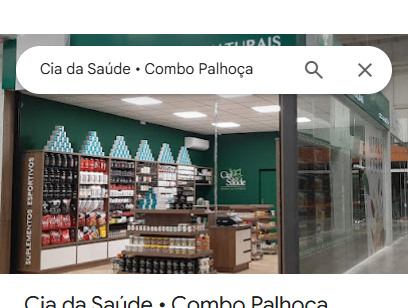 NATURAIS
Cia da Saúde • Combo Palhoça
SUPLEMENTOS ESPORTIVOS
Cia da
Saúde
Cia da Saúde • Combo Palhoça